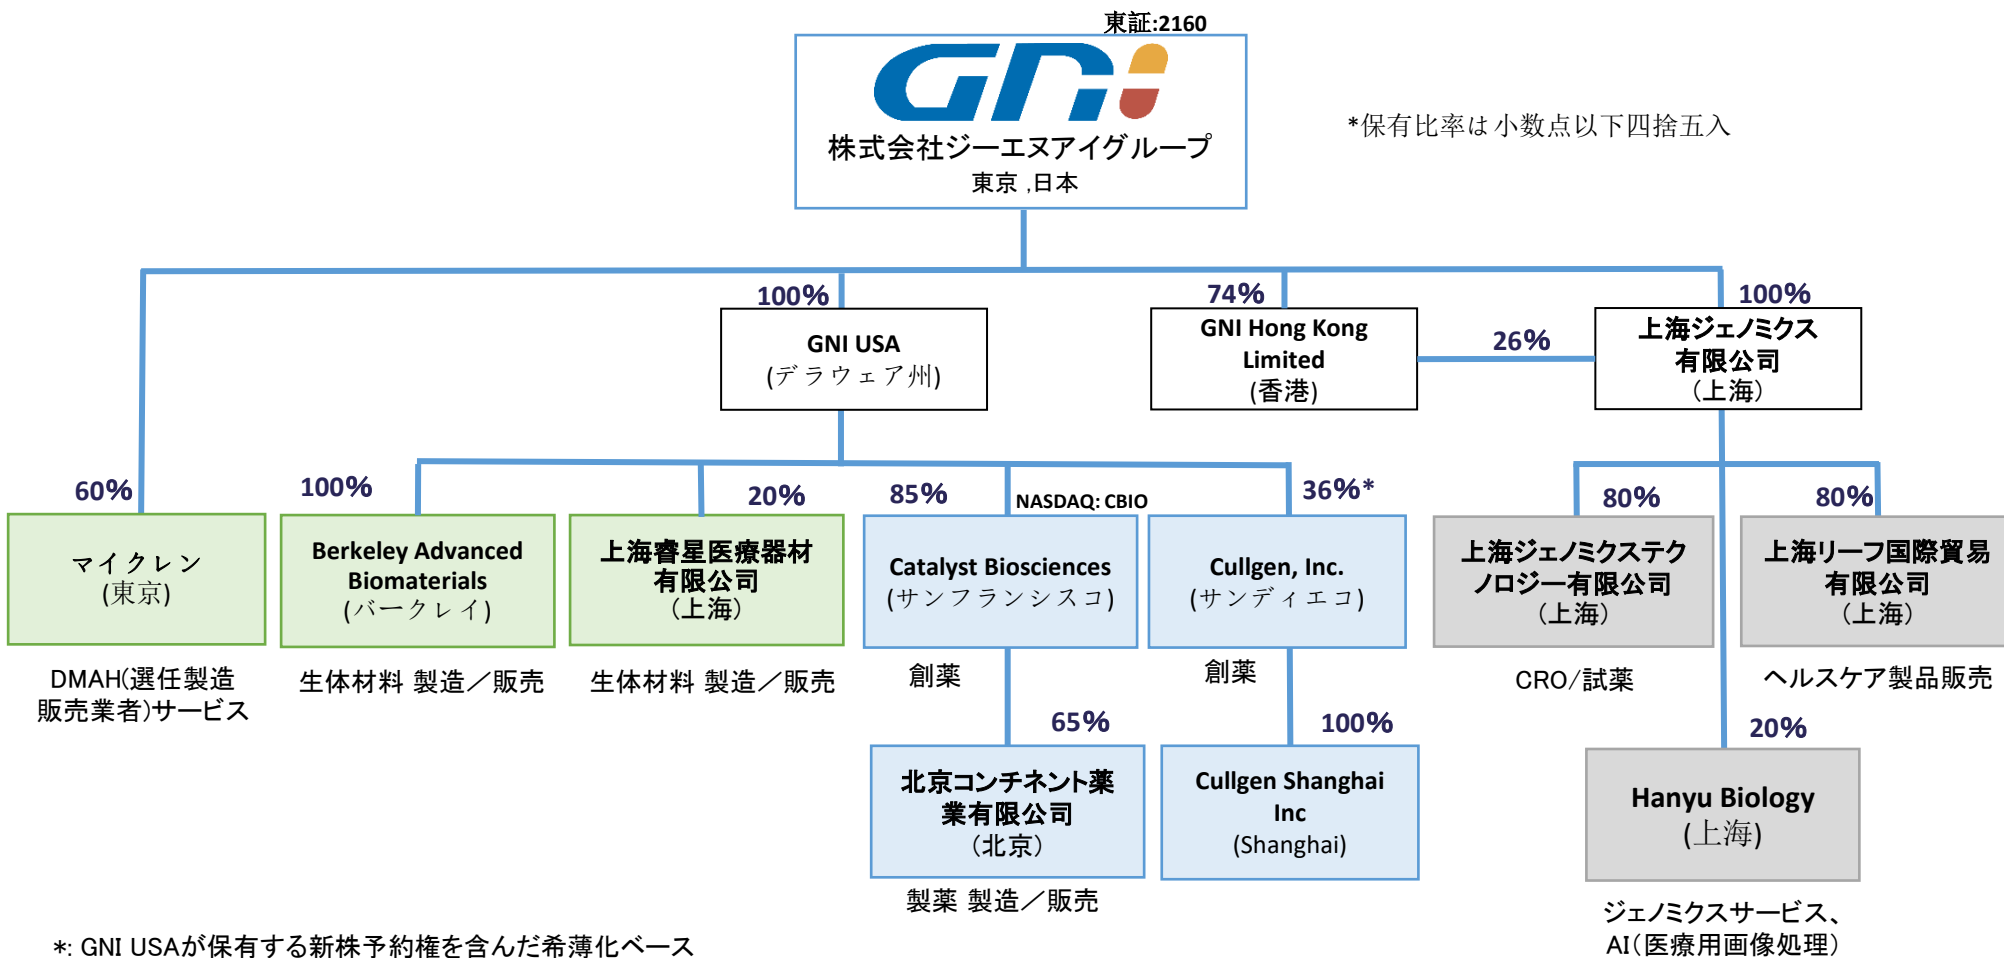 東証:2160
GNI
株式会社ジーエヌアイグループ
東京 ,日本
*保有比率は小数点以下四捨五入
100%
GNI USA
(デラウェア州)
74%
GNI Hong Kong
Limited
(香港)
26%
100%
上海ジェノミクス
有限公司
(上海)
60%
マイクレン
(東京)
DMAH(選任製造
販売業者)サービス
100%
Berkeley Advanced
Biomaterials
(バークレイ)
生体材料 製造／販売
20%
上海睿星医療器材
有限公司
(上海)
生体材料 製造／販売
85%
NASDAQ: CBIO
Catalyst Biosciences
(サンフランシスコ)
創薬
36%*
Cullgen, Inc.
(サンディエコ)
創薬
80%
上海ジェノミクステク
ノロジー有限公司
(上海)
CRO/試薬
80%
上海リーフ国際貿易
有限公司
(上海)
ヘルスケア製品販売
65%
北京コンチネント薬
業有限公司
(北京)
製薬 製造／販売
100%
Cullgen Shanghai
Inc
(Shanghai)
20%
Hanyu Biology
(上海)
ジェノミクスサービス、
AI(医療用画像処理)
*: GNI USAが保有する新株予約権を含んだ希薄化ベース